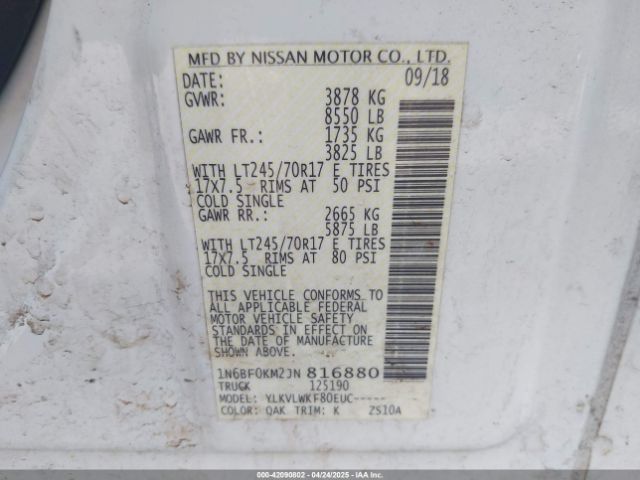 MFD BY NISSAN MOTOR CO., LTD.
DATE: 09/18
GVWR: 3878 KG
8550 LB
GAWR FR.: 1735 KG
3825 LB
WITH LT245/70R17 E TIRES
17X7.5 RIMS AT 50 PSI
COLD SINGLE
GAWR RR.: 2665 KG
5875 LB
WITH LT245/70R17 E TIRES
17X7.5 RIMS AT 80 PSI
COLD SINGLE
THIS VEHICLE CONFORMS TO
ALL APPLICABLE FEDERAL
MOTOR VEHICLE SAFETY
STANDARDS IN EFFECT ON
THE DATE OF MANUFACTURE
SHOWN ABOVE.
1N6BF0KM2JN 816880
TRUCK 125190
MODEL: YLKVLWKF80EUC-----
COLOR: QAK TRIM: K ZS10A
000-42090802 - 04/24/2025 - IAAI.COM